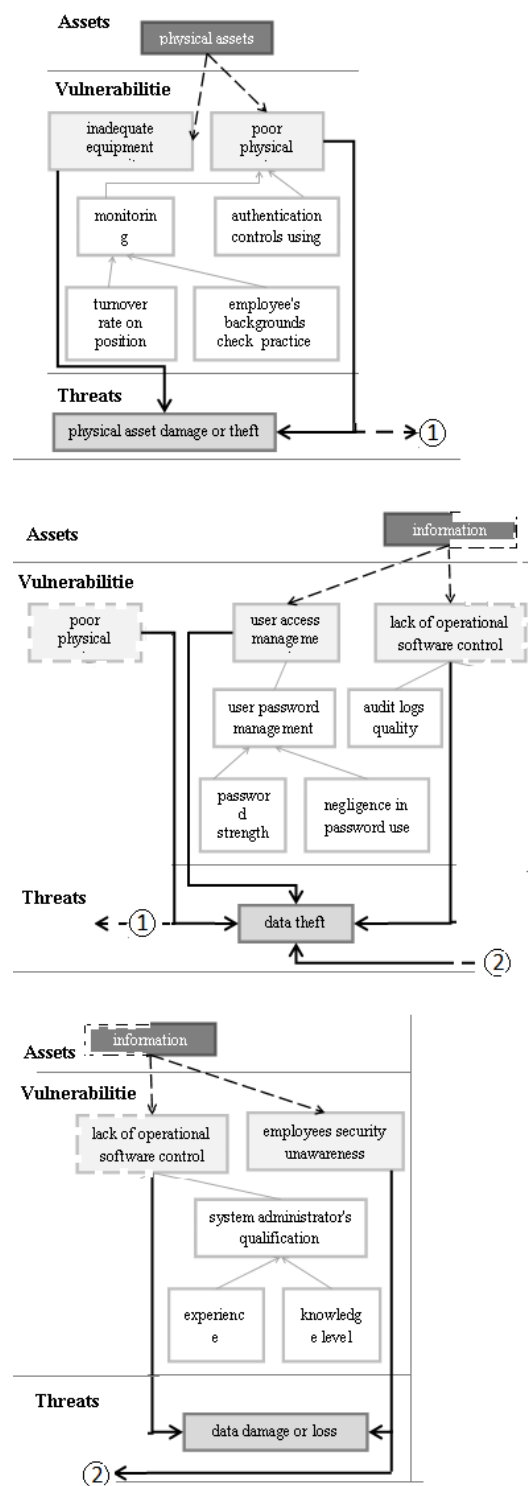 Assets
physical assets
Vulnerabilitie
inadequate
equipment
poor
physical
monitorin
g
authentication
controls using
turnover
rate on
position
employee's
backgrounds
check practice
Threats
physical asset damage or theft
1
Assets
information
Vulnerabilitie
poor
physical
user access
manageme
lack of operational
software control
user password
management
audit logs
quality
passwor
d
strength
negligence in
password use
Threats
1
data theft
2
information
Assets
Vulnerabilitie
lack of operational
software control
employees security
unawareness
system administrator's
qualification
experienc
e
knowledg
e level
Threats
data damage or loss
2